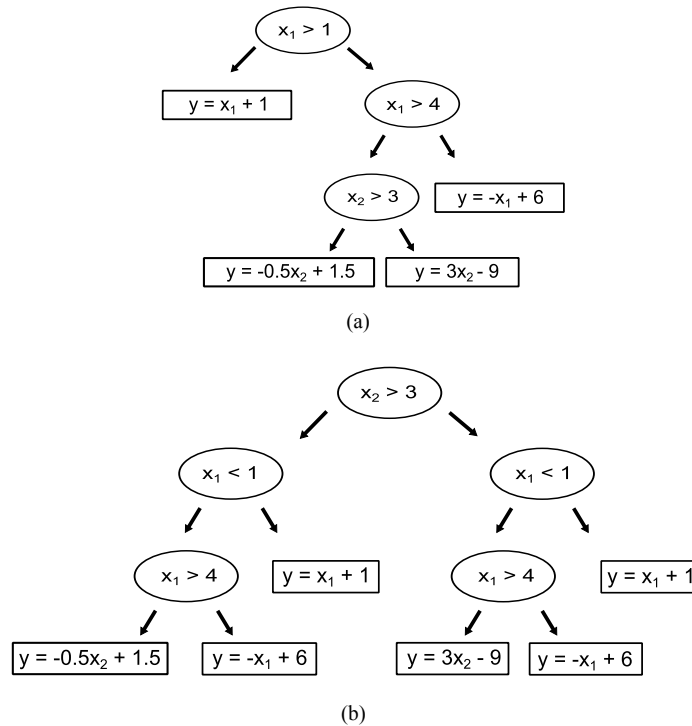 x₁ > 1
y = x₁ + 1
x₁ > 4
x₂ > 3
y = -x₁ + 6
y = -0.5x₂ + 1.5
y = 3x₂ - 9
(a)
x₂ > 3
x₁ < 1
x₁ < 1
x₁ > 4
y = x₁ + 1
x₁ > 4
y = x₁ + 1
y = -0.5x₂ + 1.5
y = -x₁ + 6
y = 3x₂ - 9
y = -x₁ + 6
(b)